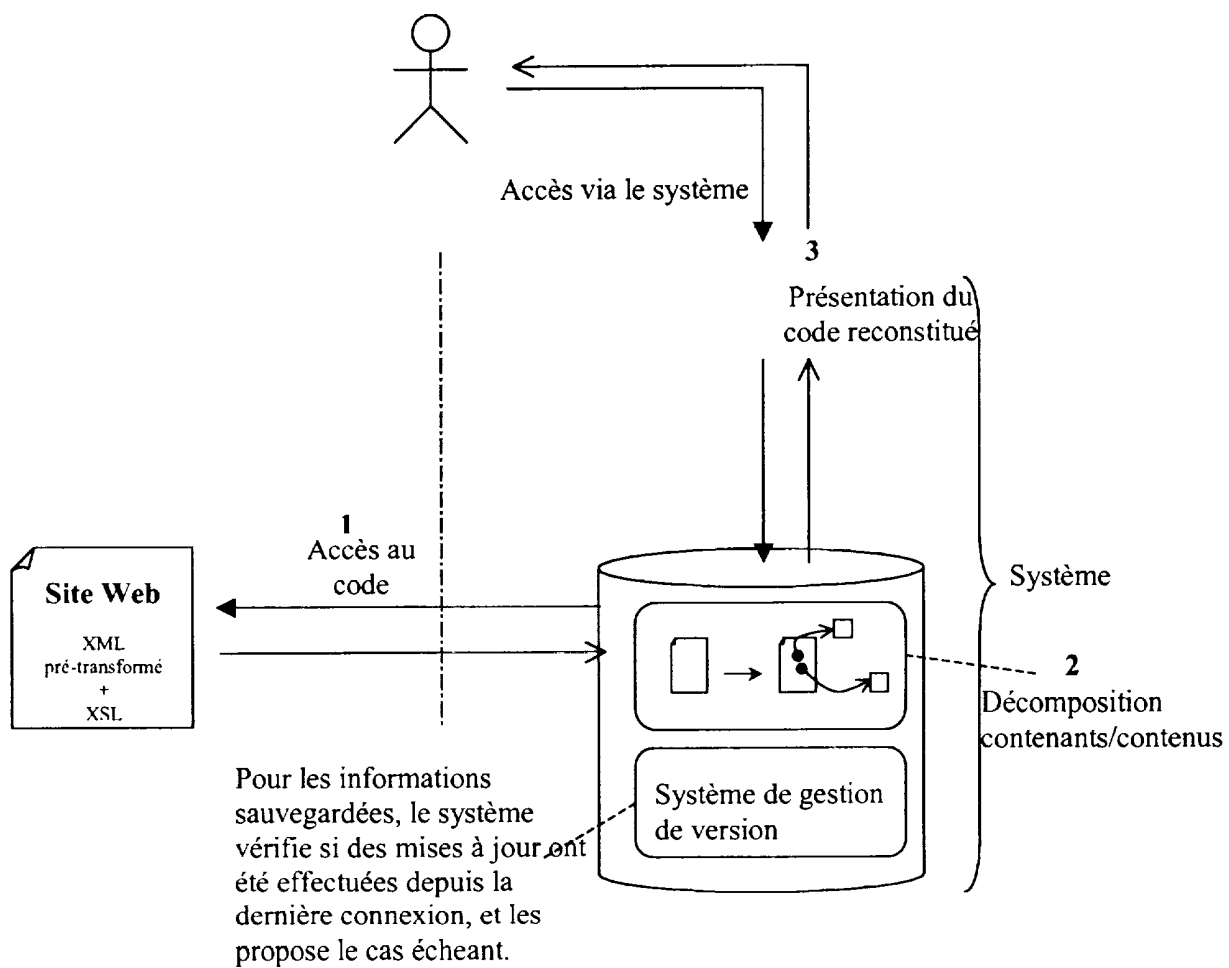 Accès via le système
3
Présentation du
code reconstitué
1
Accès au
code
Site Web
XML
pré-transformé
+
XSL
Système
2
Décomposition
contenants/contenus
Pour les informations
sauvegardées, le système
vérifie si des mises à jour ont
été effectuées depuis la
dernière connexion, et les
propose le cas écheant.
Système de gestion
de version